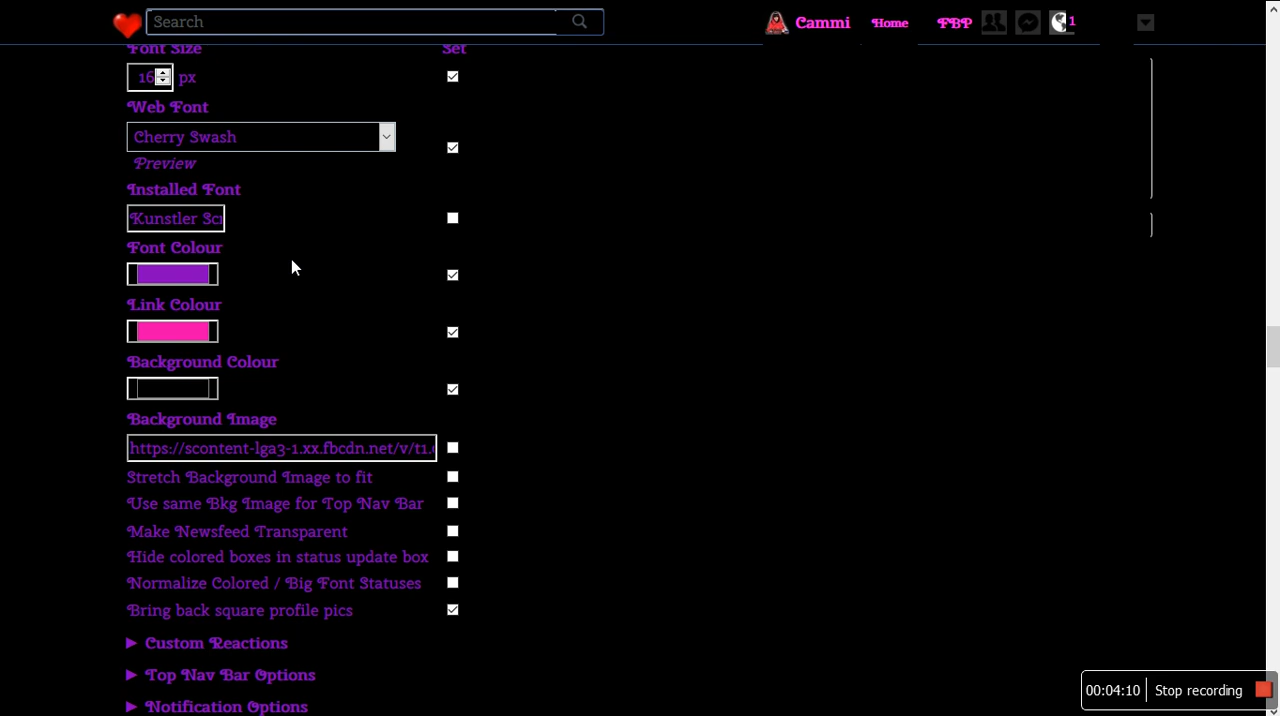 Search
Cammi Home FBP 1
Font Size Set
16 px
Web Font
Cherry Swash
Preview
Installed Font
Kunstler Scr
Font Colour
Link Colour
Background Colour
Background Image
https://scontent-lga3-1.xx.fbcdn.net/v/t1.
Stretch Background Image to fit
Use same Bkg Image for Top Nav Bar
Make Newsfeed Transparent
Hide colored boxes in status update box
Normalize Colored / Big Font Statuses
Bring back square profile pics
Custom Reactions
Top Nav Bar Options
Notification Options
00:04:10 Stop recording